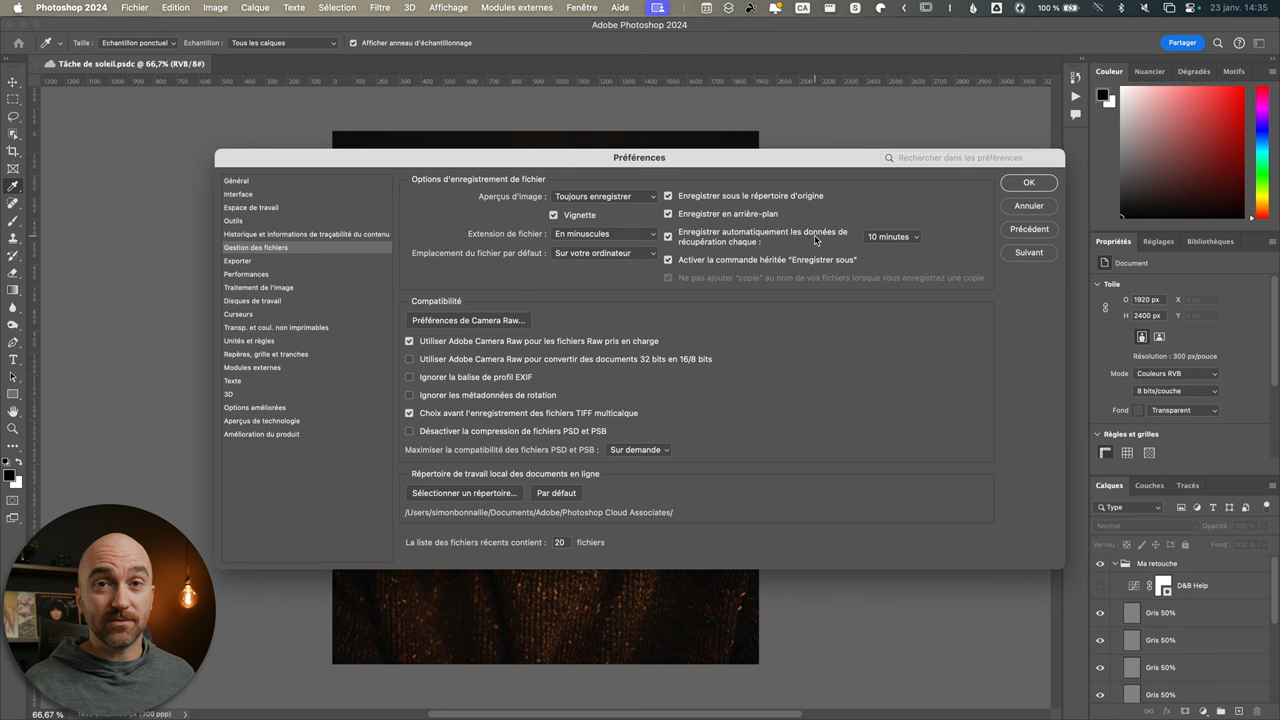 Photoshop 2024 Fichier Edition Image Calque Texte Sélection Filtre 3D Affichage Modules externes Fenêtre Aide 100 % 23 janv. 14:35
Adobe Photoshop 2024
Taille : Echantillon ponctuel Echantillon : Tous les calques Afficher anneau d'échantillonnage Partager
Tâche de soleil.psdc @ 66,7% (RVB/8#)
Couleur Nuancier Dégradés Motifs
Préférences
Rechercher dans les préférences
Général
Interface
Espace de travail
Outils
Historique et informations de traçabilité du contenu
Gestion des fichiers
Exporter
Performances
Traitement de l'image
Disques de travail
Curseurs
Transp. et coul. non imprimables
Unités et règles
Repères, grille et tranches
Modules externes
Texte
3D
Options améliorées
Aperçus de technologie
Amélioration du produit
Options d'enregistrement de fichier
Aperçus d'image : Toujours enregistrer
Vignette
Extension de fichier : En minuscules
Emplacement du fichier par défaut : Sur votre ordinateur
Enregistrer sous le répertoire d'origine
Enregistrer en arrière-plan
Enregistrer automatiquement les données de
récupération chaque :
10 minutes
Activer la commande héritée "Enregistrer sous"
Ne pas ajouter "copie" au nom de vos fichiers lorsque vous enregistrez une copie
Compatibilité
Préférences de Camera Raw...
Utiliser Adobe Camera Raw pour les fichiers Raw pris en charge
Utiliser Adobe Camera Raw pour convertir des documents 32 bits en 16/8 bits
Ignorer la balise de profil EXIF
Ignorer les métadonnées de rotation
Choix avant l'enregistrement des fichiers TIFF multicalque
Désactiver la compression de fichiers PSD et PSB
Maximiser la compatibilité des fichiers PSD et PSB : Sur demande
Répertoire de travail local des documents en ligne
Sélectionner un répertoire... Par défaut
/Users/simonbonnallie/Documents/Adobe/Photoshop Cloud Associates/
La liste des fichiers récents contient : 20 fichiers
OK
Annuler
Précédent
Suivant
Propriétés Réglages Bibliothèques
Document
Toile
O 1920 px X 0 px
H 2400 px Y 0 px
Résolution : 300 px/pouce
Mode Couleurs RVB
8 bits/couche
Fond Transparent
Règles et grilles
Calques Couches Tracés
Type
Normal Opacité : 100 %
Verrou : Fond : 100 %
Ma retouche
D&B Help
Gris 50%
Gris 50%
Gris 50%
Gris 50%
66,67 %